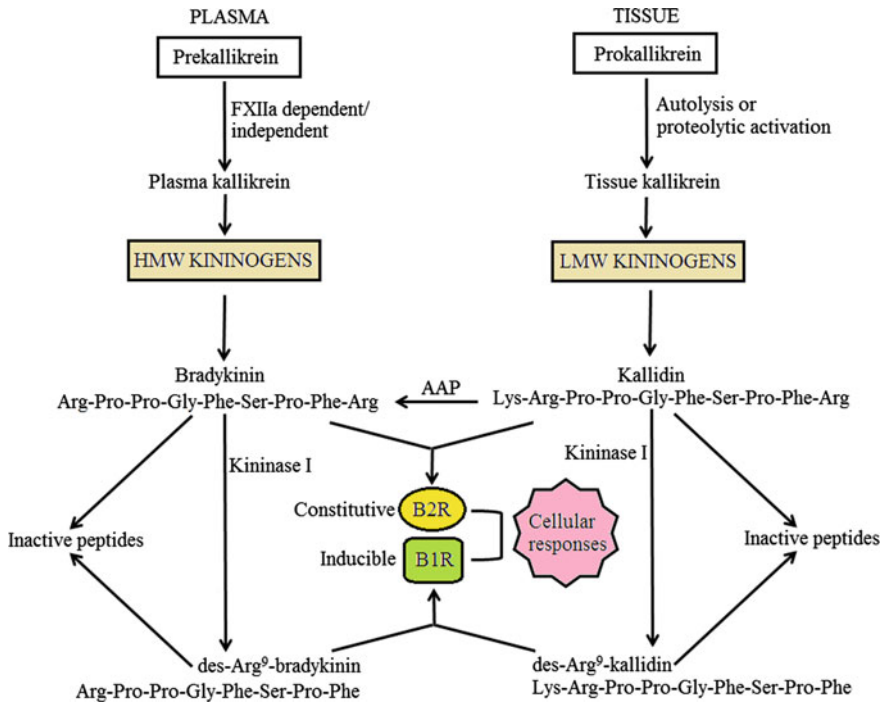 PLASMA
TISSUE
Prekallikrein
Prokallikrein
FXIIa dependent/
independent
Autolysis or
proteolytic activation
Plasma kallikrein
Tissue kallikrein
HMW KININOGENS
LMW KININOGENS
Bradykinin
Arg-Pro-Pro-Gly-Phe-Ser-Pro-Phe-Arg
AAP
Kallidin
Lys-Arg-Pro-Pro-Gly-Phe-Ser-Pro-Phe-Arg
Kininase I
Kininase I
Constitutive
B2R
Inducible
B1R
Cellular
responses
Inactive peptides
Inactive peptides
des-Arg⁹-bradykinin
Arg-Pro-Pro-Gly-Phe-Ser-Pro-Phe
des-Arg⁹-kallidin
Lys-Arg-Pro-Pro-Gly-Phe-Ser-Pro-Phe